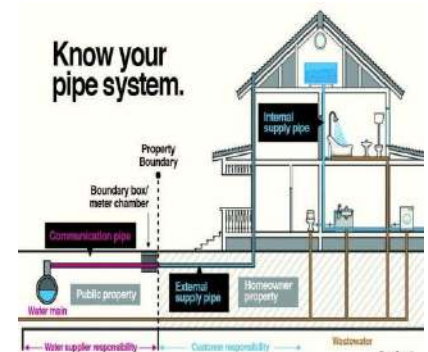 Know your
pipe system.
Internal
supply pipe
Property
Boundary
Boundary box/
meter chamber
Communication pipe
External
supply pipe
Homeowner
property
Public property
Water main
Water supplier responsibility
Customer responsibility
Wastewater